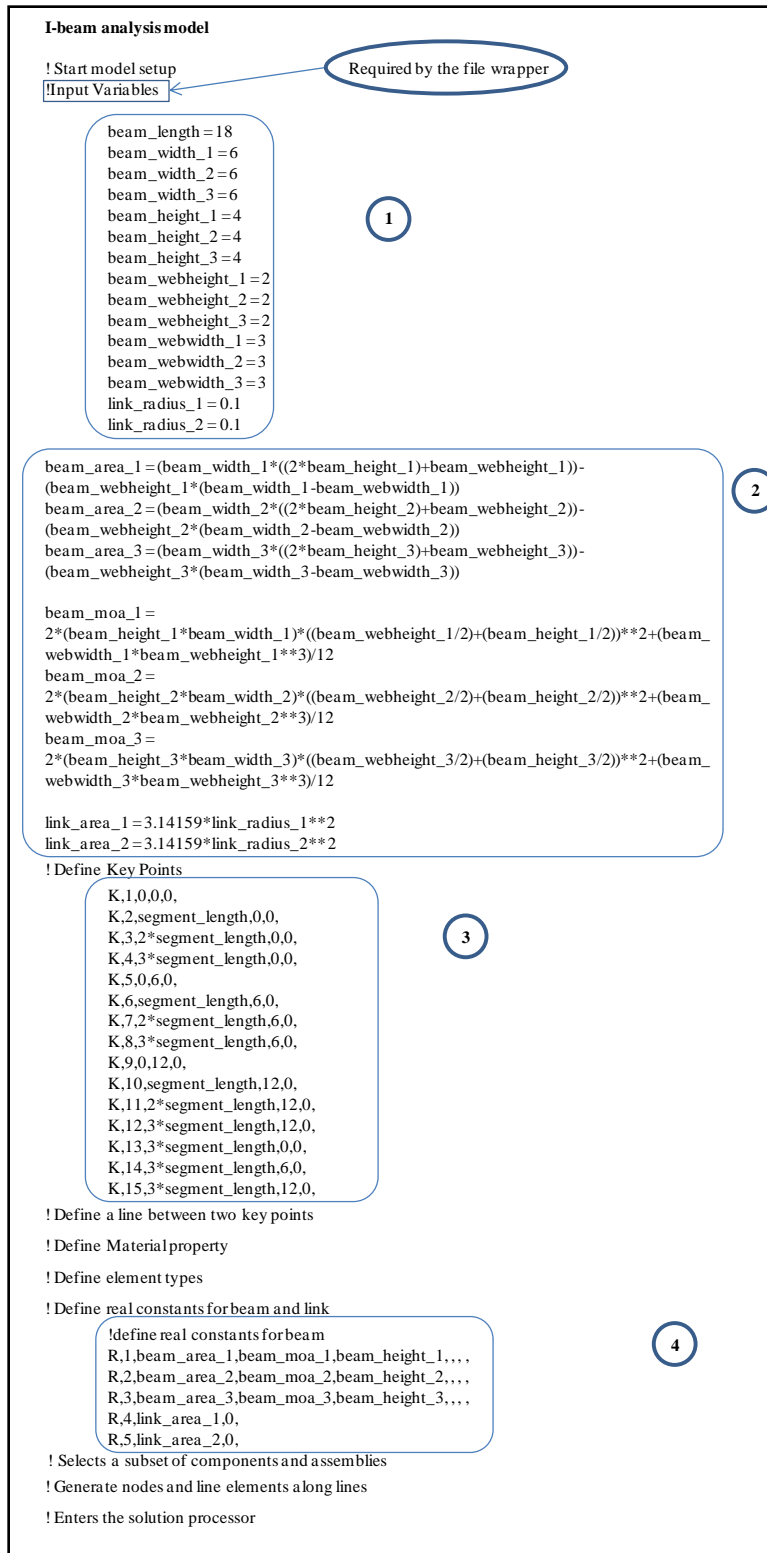 I-beam analysis model
! Start model setup
Required by the file wrapper
!Input Variables
beam_length = 18
beam_width_1 = 6
beam_width_2 = 6
beam_width_3 = 6
beam_height_1 = 4
beam_height_2 = 4
beam_height_3 = 4
beam_webheight_1 = 2
beam_webheight_2 = 2
beam_webheight_3 = 2
beam_webwidth_1 = 3
beam_webwidth_2 = 3
beam_webwidth_3 = 3
link_radius_1 = 0.1
link_radius_2 = 0.1
1
beam_area_1 = (beam_width_1*((2*beam_height_1)+beam_webheight_1))-
(beam_webheight_1*(beam_width_1-beam_webwidth_1))
beam_area_2 = (beam_width_2*((2*beam_height_2)+beam_webheight_2))-
(beam_webheight_2*(beam_width_2-beam_webwidth_2))
beam_area_3 = (beam_width_3*((2*beam_height_3)+beam_webheight_3))-
(beam_webheight_3*(beam_width_3-beam_webwidth_3))
2
beam_moa_1 =
2*(beam_height_1*beam_width_1)*((beam_webheight_1/2)+(beam_height_1/2))**2+(beam_
webwidth_1*beam_webheight_1**3)/12
beam_moa_2 =
2*(beam_height_2*beam_width_2)*((beam_webheight_2/2)+(beam_height_2/2))**2+(beam_
webwidth_2*beam_webheight_2**3)/12
beam_moa_3 =
2*(beam_height_3*beam_width_3)*((beam_webheight_3/2)+(beam_height_3/2))**2+(beam_
webwidth_3*beam_webheight_3**3)/12
link_area_1 = 3.14159*link_radius_1**2
link_area_2 = 3.14159*link_radius_2**2
! Define Key Points
K,1,0,0,0,
K,2,segment_length,0,0,
K,3,2*segment_length,0,0,
K,4,3*segment_length,0,0,
K,5,0,6,0,
K,6,segment_length,6,0,
K,7,2*segment_length,6,0,
K,8,3*segment_length,6,0,
K,9,0,12,0,
K,10,segment_length,12,0,
K,11,2*segment_length,12,0,
K,12,3*segment_length,12,0,
K,13,3*segment_length,0,0,
K,14,3*segment_length,6,0,
K,15,3*segment_length,12,0,
3
! Define a line between two key points
! Define Material property
! Define element types
! Define real constants for beam and link
!define real constants for beam
R,1,beam_area_1,beam_moa_1,beam_height_1, , , ,
R,2,beam_area_2,beam_moa_2,beam_height_2, , , ,
R,3,beam_area_3,beam_moa_3,beam_height_3, , , ,
R,4,link_area_1,0,
R,5,link_area_2,0,
4
! Selects a subset of components and assemblies
! Generate nodes and line elements along lines
! Enters the solution processor